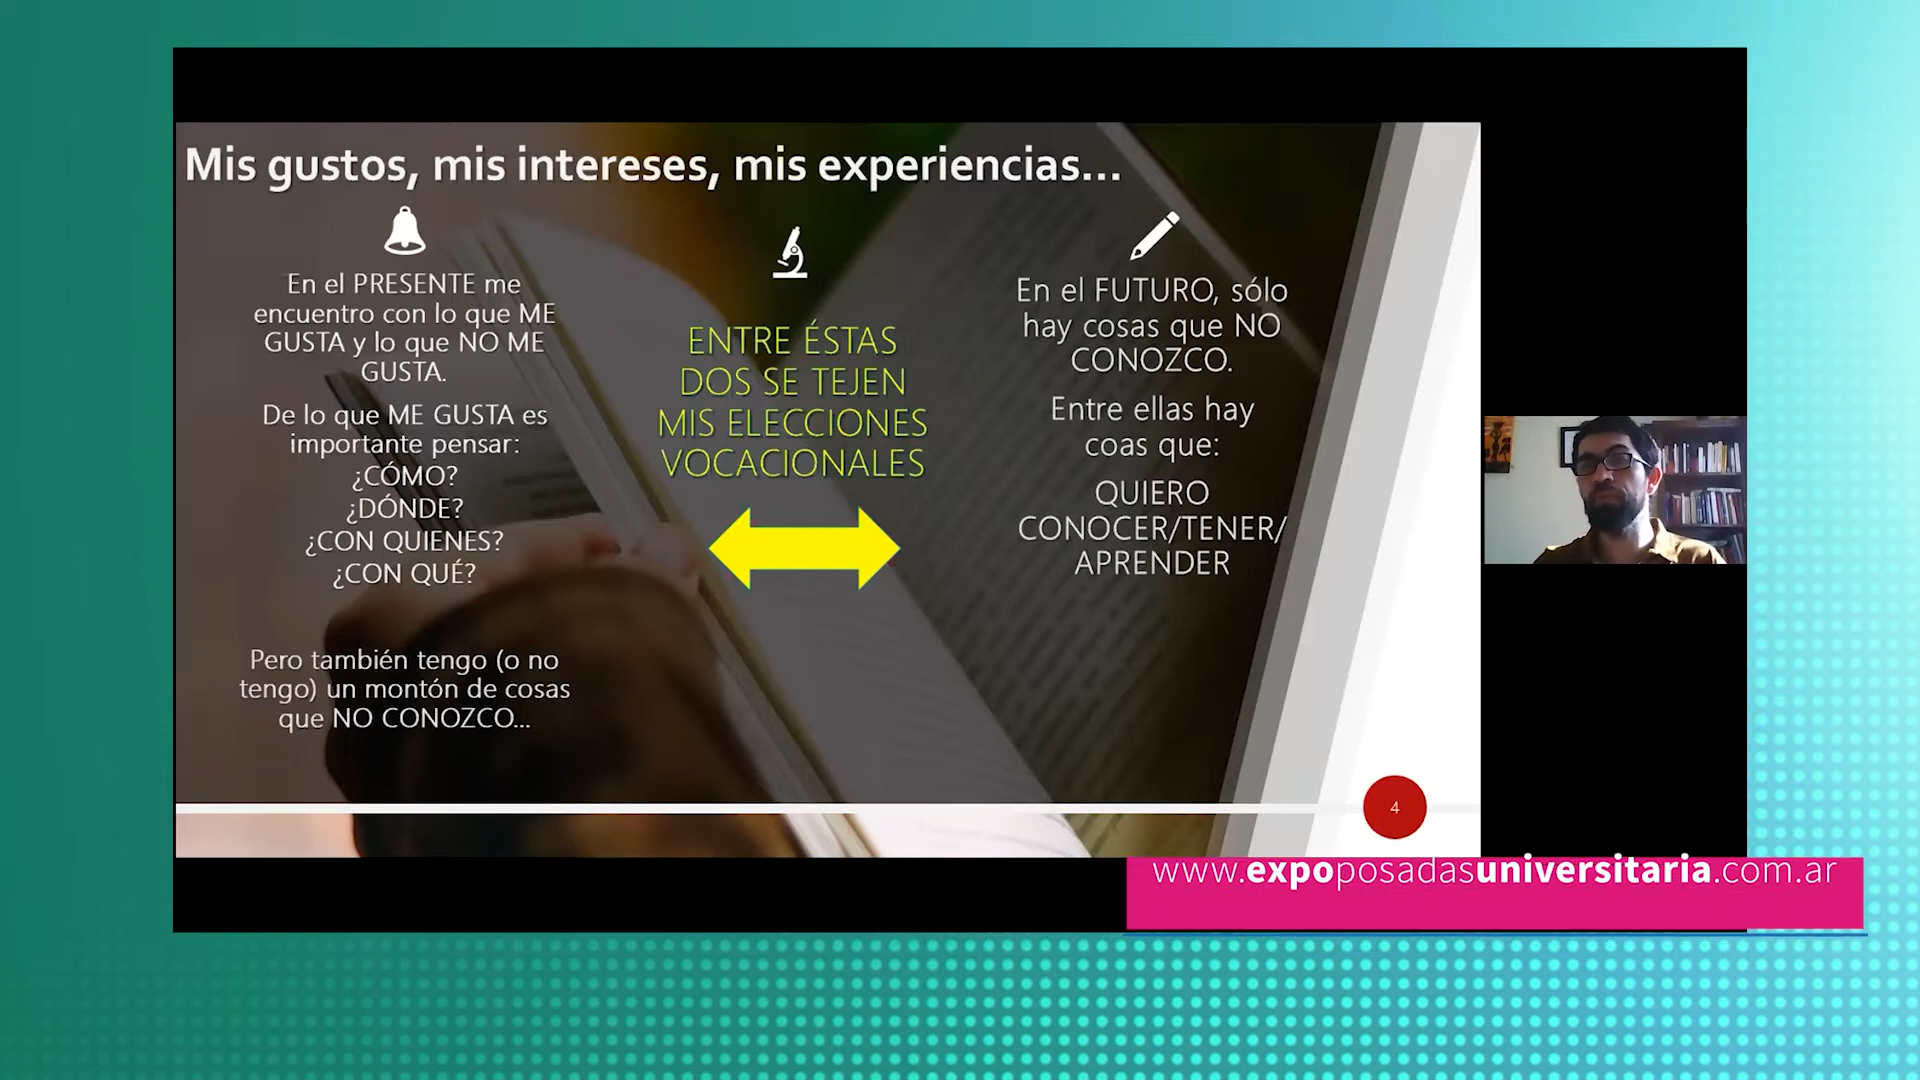 Mis gustos, mis intereses, mis experiencias...
En el PRESENTE me
encuentro con lo que ME
GUSTA y lo que NO ME
GUSTA.
De lo que ME GUSTA es
importante pensar:
¿CÓMO?
¿DÓNDE?
¿CON QUIENES?
¿CON QUÉ?
Pero también tengo (o no
tengo) un montón de cosas
que NO CONOZCO...
ENTRE ÉSTAS
DOS SE TEJEN
MIS ELECCIONES
VOCACIONALES
En el FUTURO, sólo
hay cosas que NO
CONOZCO.
Entre ellas hay
coas que:
QUIERO
CONOCER/TENER/
APRENDER
4
www.expoposadasuniversitaria.com.ar